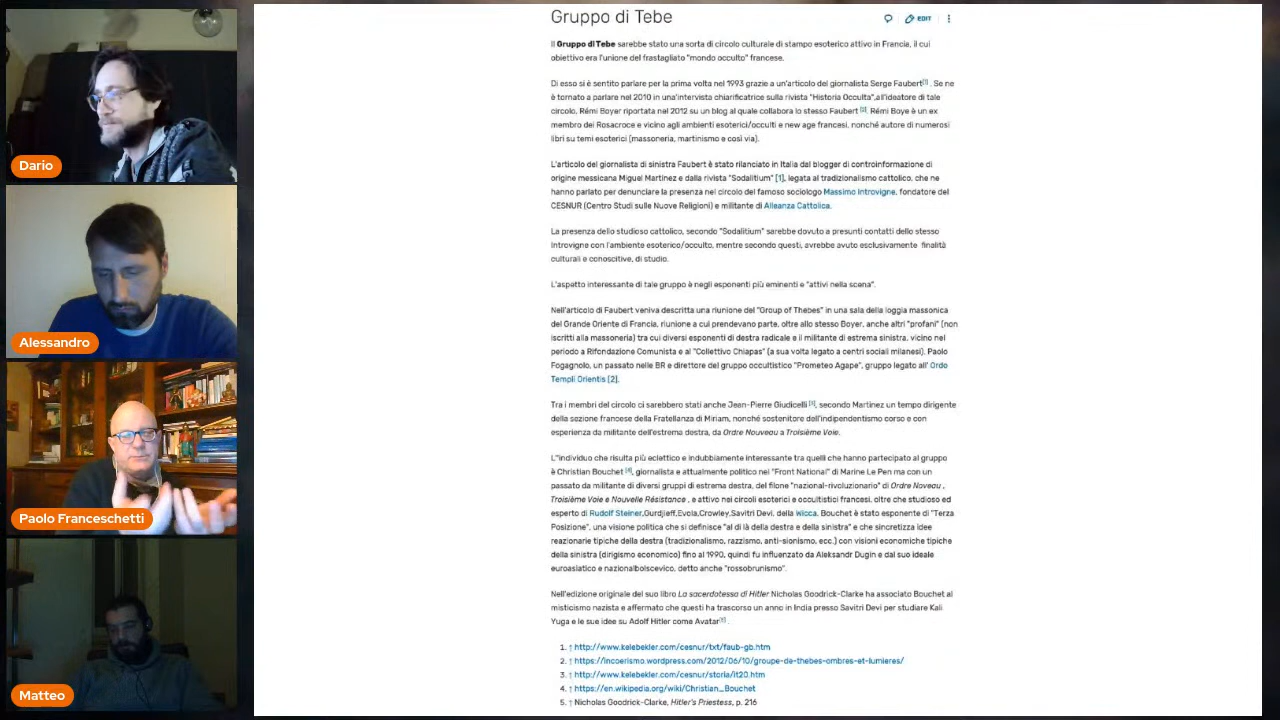 Gruppo di Tebe
EDIT
Il Gruppo di Tebe sarebbe stato una sorta di circolo culturale di stampo esoterico attivo in Francia, il cui
obiettivo era l'unione del frastagliato "mondo occulto" francese.
Di esso si è sentito parlare per la prima volta nel 1993 grazie a un'articolo del giornalista Serge Faubert[1] . Se ne
è tornato a parlare nel 2010 in una'intervista chiarificatrice sulla rivista "Historia Occulta",all'ideatore di tale
circolo, Rémi Boyer riportata nel 2012 su un blog al quale collabora lo stesso Faubert [2]. Rémi Boye è un ex
membro dei Rosacroce e vicino agli ambienti esoterici/occulti e new age francesi, nonché autore di numerosi
libri su temi esoterici (massoneria, martinismo e così via).
L'articolo del giornalista di sinistra Faubert è stato rilanciato in Italia dal blogger di controinformazione di
origine messicana Miguel Martinez e dalla rivista "Sodalitium" [1], legata al tradizionalismo cattolico, che ne
hanno parlato per denunciare la presenza nel circolo del famoso sociologo Massimo Introvigne, fondatore del
CESNUR (Centro Studi sulle Nuove Religioni) e militante di Alleanza Cattolica.
La presenza dello studioso cattolico, secondo "Sodalitium" sarebbe dovuto a presunti contatti dello stesso
Introvigne con l'ambiente esoterico/occulto, mentre secondo questi, avrebbe avuto esclusivamente finalità
culturali e conoscitive, di studio.
L'aspetto interessante di tale gruppo è negli esponenti più eminenti e "attivi nella scena".
Nell'articolo di Faubert veniva descritta una riunione del "Group of Thebes" in una sala della loggia massonica
del Grande Oriente di Francia, riunione a cui prendevano parte, oltre allo stesso Boyer, anche altri "profani" (non
iscritti alla massoneria) tra cui diversi esponenti di destra radicale e il militante di estrema sinistra, vicino nel
periodo a Rifondazione Comunista e al "Collettivo Chiapas" (a sua volta legato a centri sociali milanesi). Paolo
Fogagnolo, un passato nelle BR e direttore del gruppo occultistico "Prometeo Agape", gruppo legato all' Ordo
Templi Orientis [2].
Tra i membri del circolo ci sarebbero stati anche Jean-Pierre Giudicelli [3], secondo Martinez un tempo dirigente
della sezione francese della Fratellanza di Miriam, nonché sostenitore dell'indipendentismo corso e con
esperienza da militante dell'estrema destra, da Ordre Nouveau a Troisième Voie.
L''individuo che risulta più eclettico e indubbiamente interessante tra quelli che hanno partecipato al gruppo
è Christian Bouchet [4], giornalista e attualmente politico nel "Front National" di Marine Le Pen ma con un
passato da militante di diversi gruppi di estrema destra, del filone "nazional-rivoluzionario" di Ordre Noveau ,
Troisième Voie e Nouvelle Résistance , e attivo nei circoli esoterici e occultistici francesi, oltre che studioso ed
esperto di Rudolf Steiner,Gurdjieff,Evola,Crowley,Savitri Devi, della Wicca. Bouchet è stato esponente di "Terza
Posizione", una visione politica che si definisce "al di là della destra e della sinistra" e che sincretizza idee
reazionarie tipiche della destra (tradizionalismo, razzismo, anti-sionismo, ecc.) con visioni economiche tipiche
della sinistra (dirigismo economico) fino al 1990, quindi fu influenzato da Aleksandr Dugin e dal suo ideale
euroasiatico e nazionalbolscevico, detto anche "rossobrunismo".
Nell'edizione originale del suo libro La sacerdotessa di Hitler Nicholas Goodrick-Clarke ha associato Bouchet al
misticismo nazista e affermato che questi ha trascorso un anno in India presso Savitri Devi per studiare Kali
Yuga e le sue idee su Adolf Hitler come Avatar[5] .
1. ↑ http://www.kelebekler.com/cesnur/txt/faub-gb.htm
2. ↑ https://incoerismo.wordpress.com/2012/06/10/groupe-de-thebes-ombres-et-lumieres/
3. ↑ http://www.kelebekler.com/cesnur/storia/it20.htm
4. ↑ https://en.wikipedia.org/wiki/Christian_Bouchet
5. ↑ Nicholas Goodrick-Clarke, Hitler's Priestess, p. 216
Dario
Alessandro
Paolo Franceschetti
Matteo